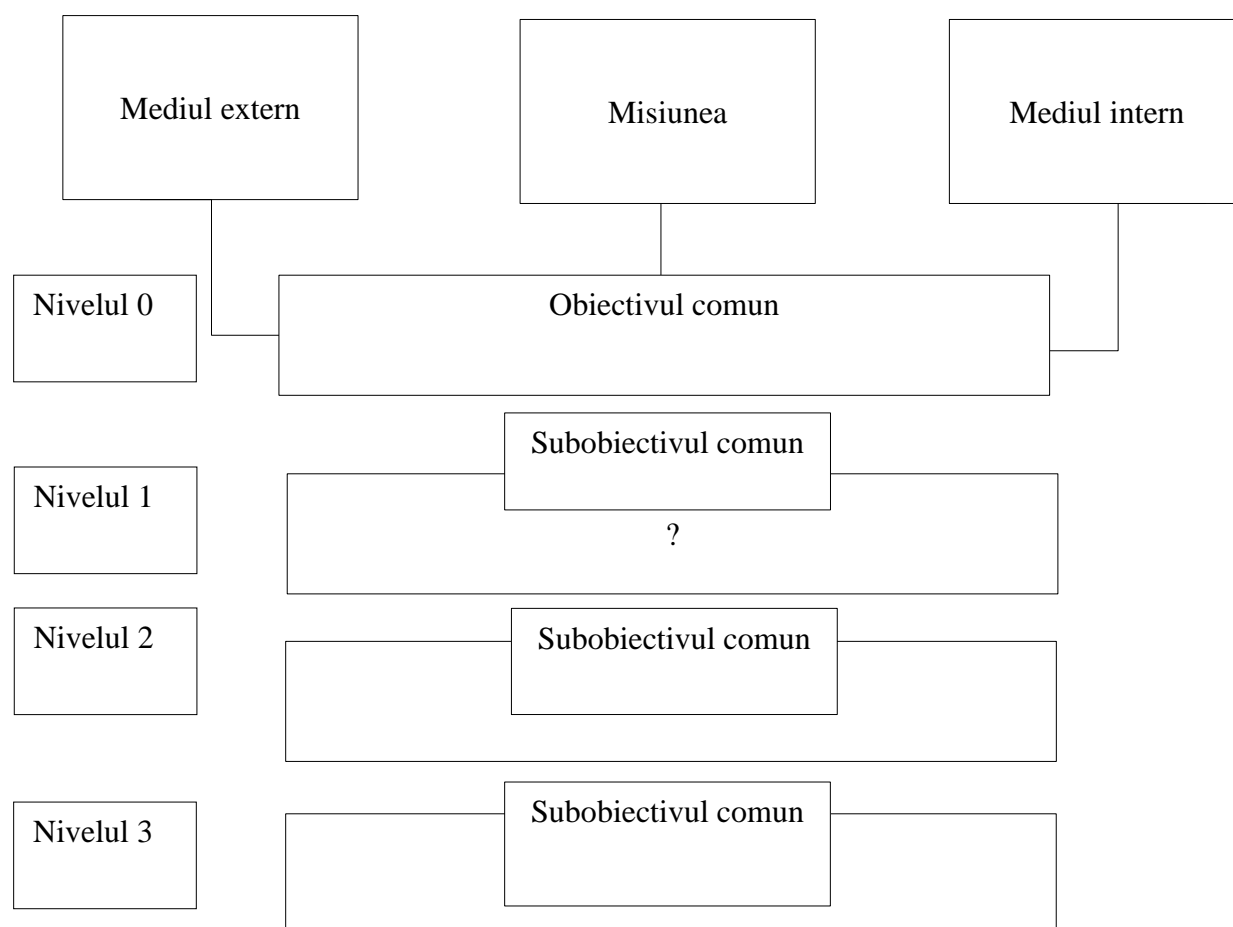 Mediul extern
Misiunea
Mediul intern
Nivelul 0
Obiectivul comun
Subobiectivul comun
Nivelul 1
?
Nivelul 2
Subobiectivul comun
Nivelul 3
Subobiectivul comun